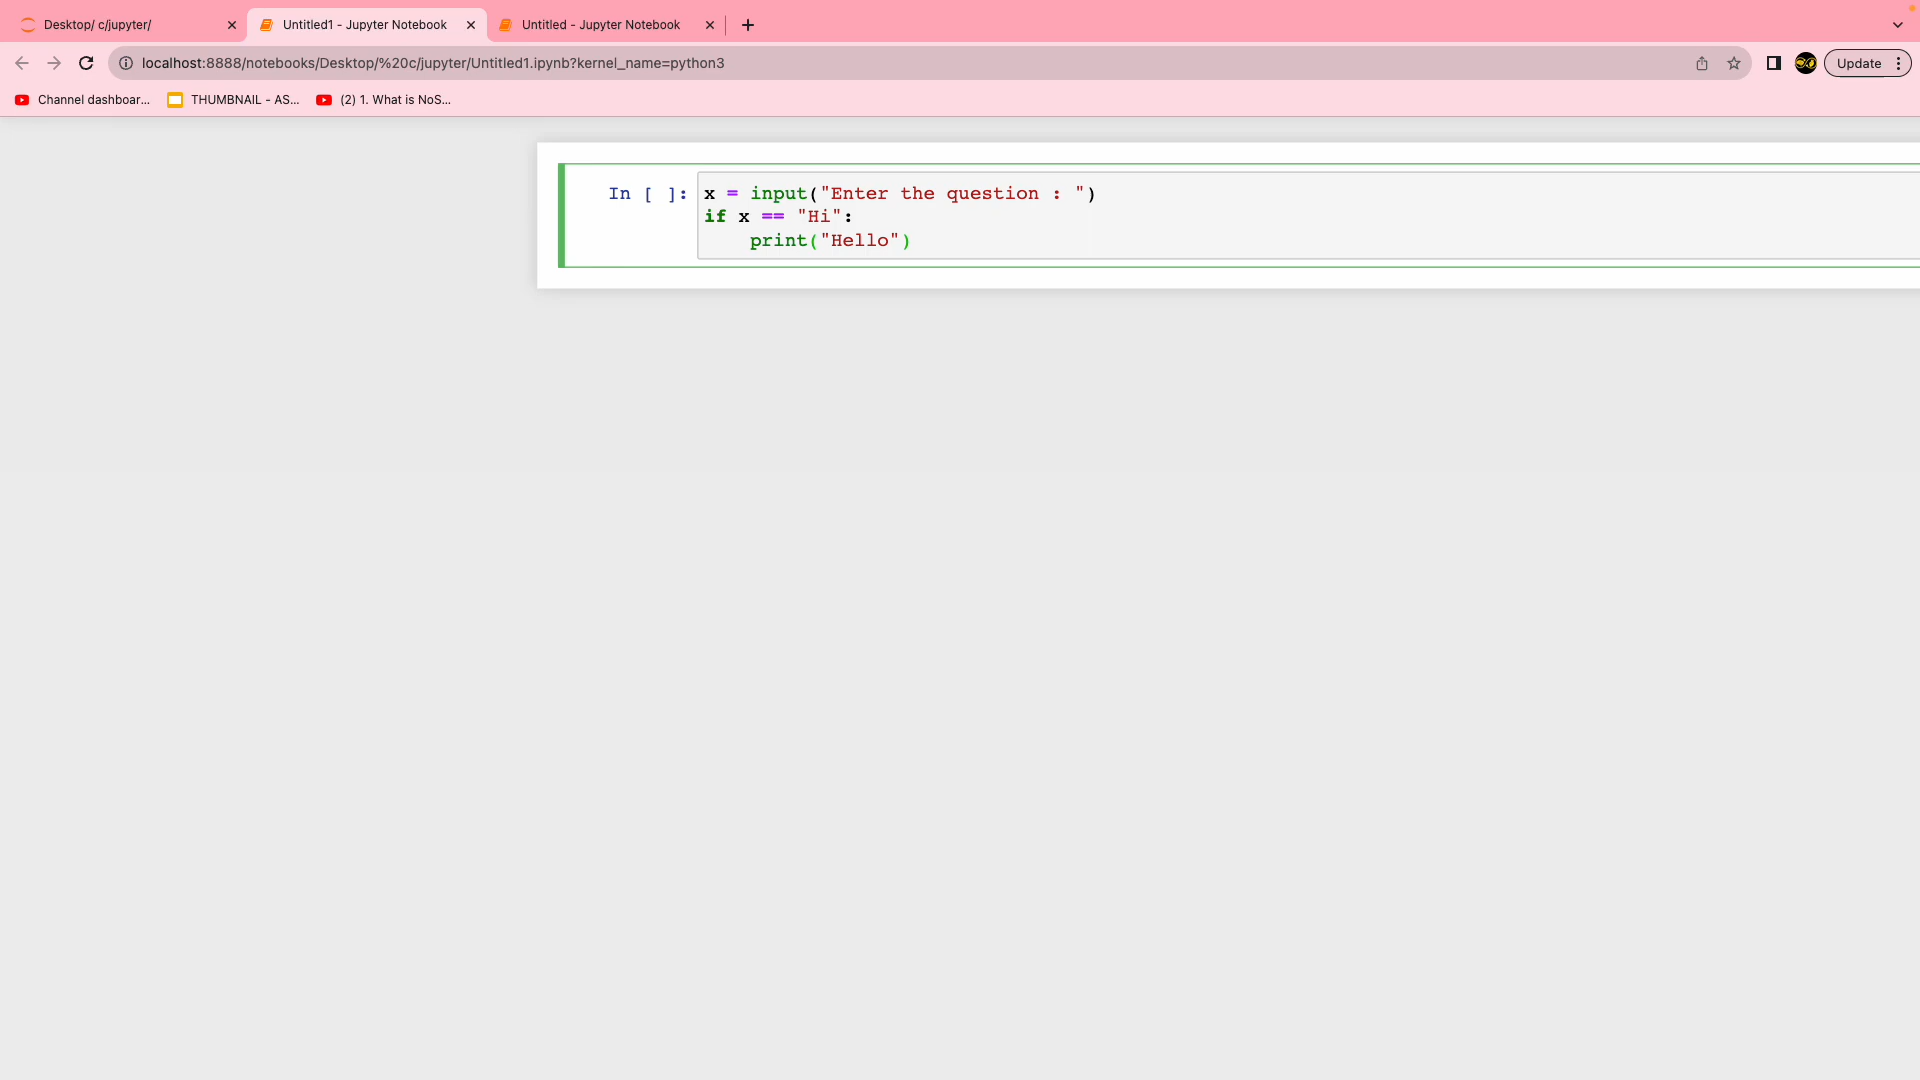 Desktop/ c/jupyter/
Untitled1 - Jupyter Notebook
Untitled - Jupyter Notebook
localhost:8888/notebooks/Desktop/%20c/jupyter/Untitled1.ipynb?kernel_name=python3
Update
Channel dashboar...
THUMBNAIL - AS...
(2) 1. What is NoS...
In [ ]: x = input("Enter the question : ")
if x == "Hi":
    print("Hello")